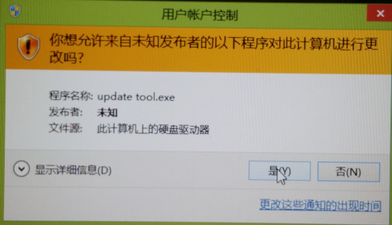 用户帐户控制
你想允许来自未知发布者的以下程序对此计算机进行更
改吗?
程序名称: update tool.exe
发布者: 未知
文件源: 此计算机上的硬盘驱动器
显示详细信息(D)
是(Y)
否(N)
更改这些通知的出现时间